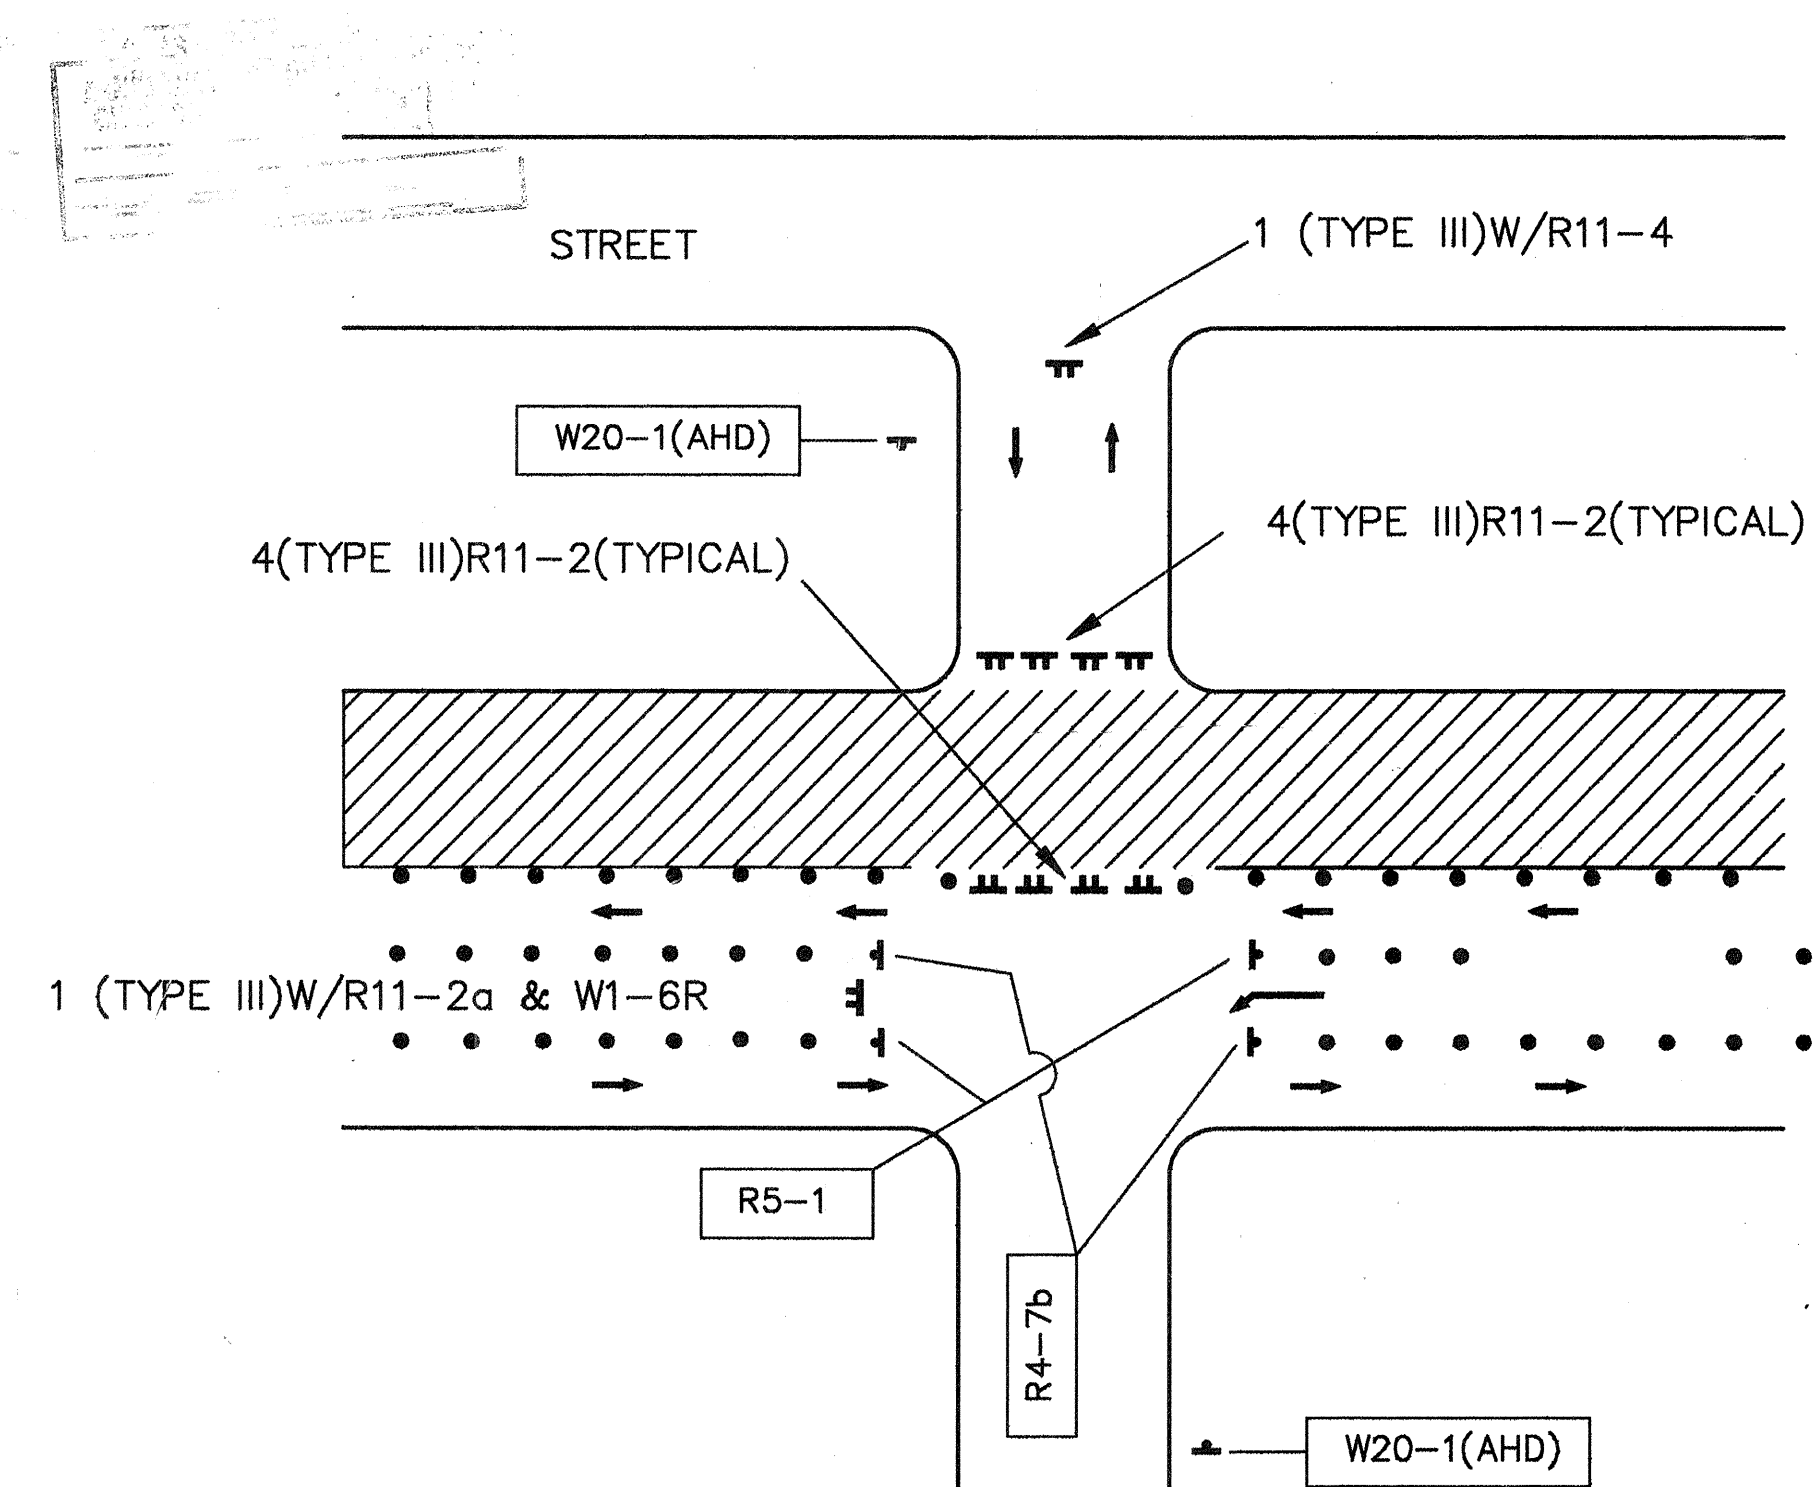 STREET
1 (TYPE III)W/R11-4
W20-1(AHD)
4(TYPE III)R11-2(TYPICAL)
4(TYPE III)R11-2(TYPICAL)
1 (TYPE III)W/R11-2a & W1-6R
R5-1
R4-7b
W20-1(AHD)